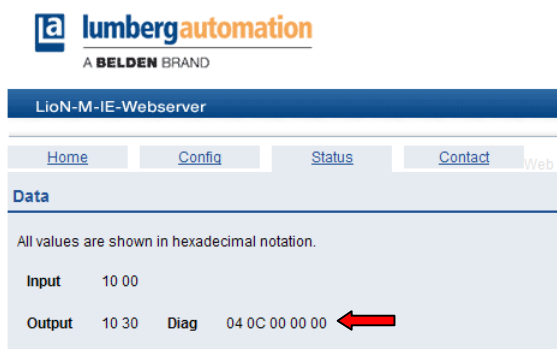 lumbergautomation
A BELDEN BRAND
LioN-M-IE-Webserver
Home Config Status Contact Web
Data
All values are shown in hexadecimal notation.
Input 10 00
Output 10 30 Diag 04 0C 00 00 00